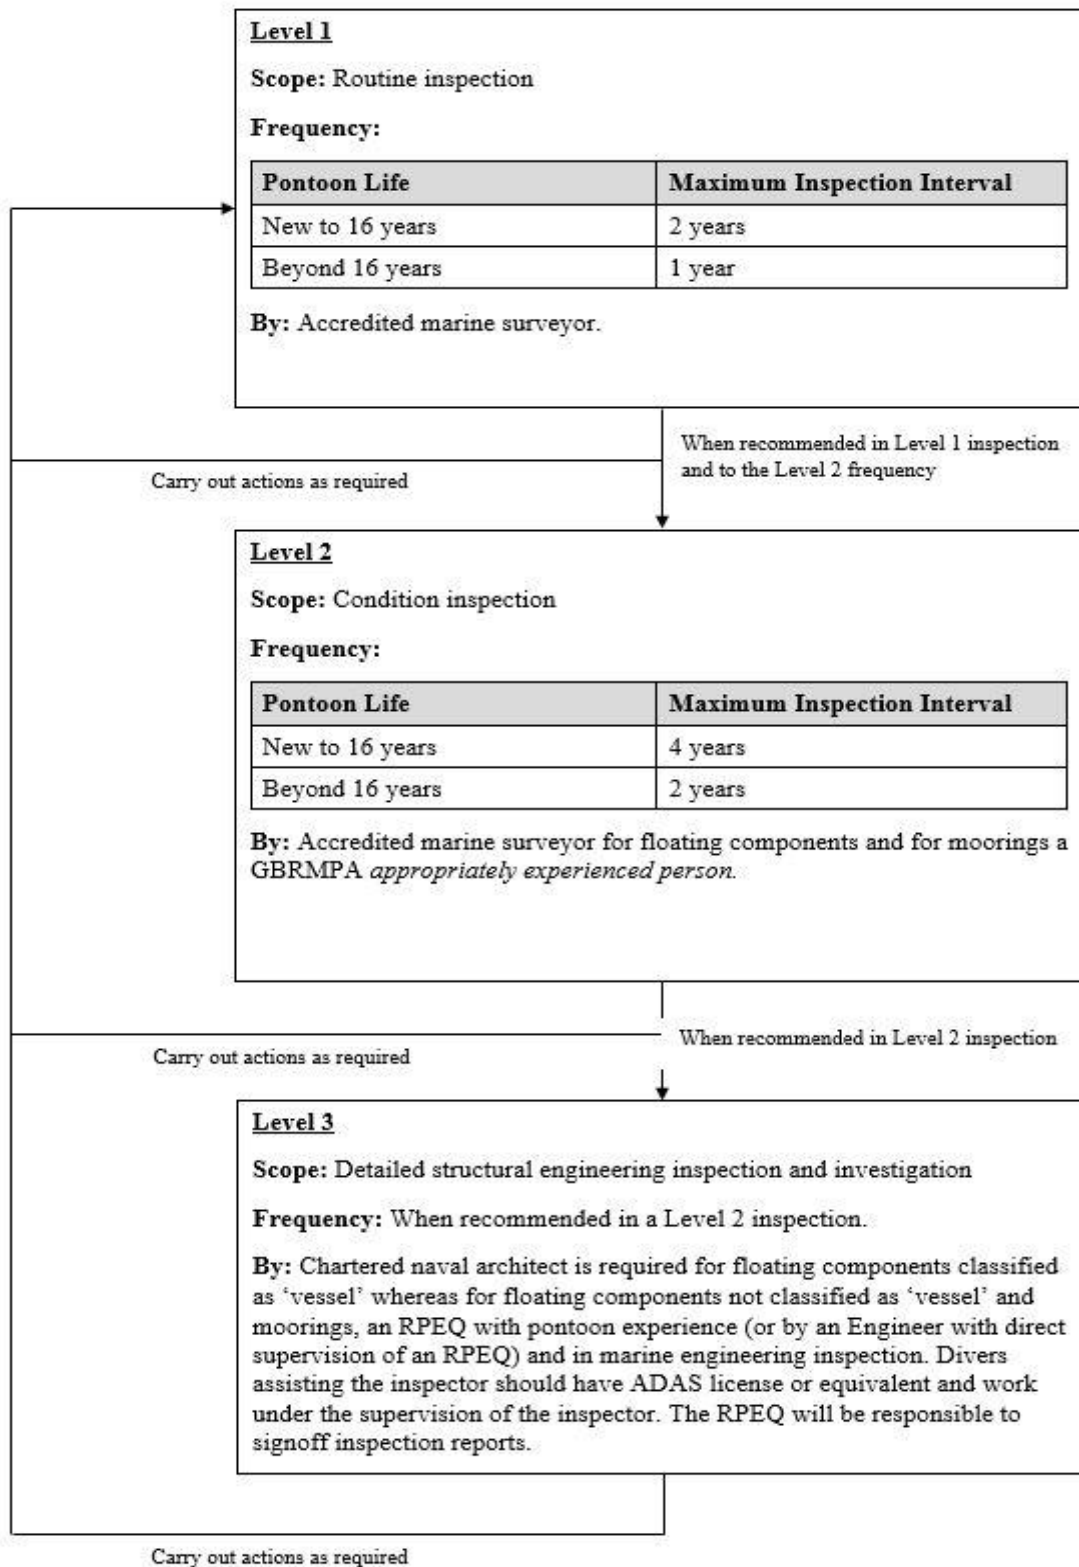 Level 1
Scope: Routine inspection
Frequency:
Pontoon Life Maximum Inspection Interval
New to 16 years 2 years
Beyond 16 years 1 year
By: Accredited marine surveyor.
When recommended in Level 1 inspection
and to the Level 2 frequency
Carry out actions as required
Level 2
Scope: Condition inspection
Frequency:
Pontoon Life Maximum Inspection Interval
New to 16 years 4 years
Beyond 16 years 2 years
By: Accredited marine surveyor for floating components and for moorings a
GBRMPA appropriately experienced person.
When recommended in Level 2 inspection
Carry out actions as required
Level 3
Scope: Detailed structural engineering inspection and investigation
Frequency: When recommended in a Level 2 inspection.
By: Chartered naval architect is required for floating components classified
as ‘vessel’ whereas for floating components not classified as ‘vessel’ and
moorings, an RPEQ with pontoon experience (or by an Engineer with direct
supervision of an RPEQ) and in marine engineering inspection. Divers
assisting the inspector should have ADAS license or equivalent and work
under the supervision of the inspector. The RPEQ will be responsible to
signoff inspection reports.
Carry out actions as required